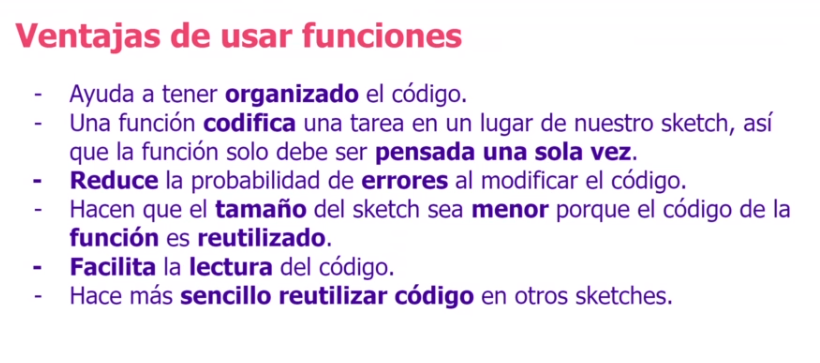 Ventajas de usar funciones
- Ayuda a tener organizado el código.
- Una función codifica una tarea en un lugar de nuestro sketch, así
que la función solo debe ser pensada una sola vez.
- Reduce la probabilidad de errores al modificar el código.
- Hacen que el tamaño del sketch sea menor porque el código de la
función es reutilizado.
- Facilita la lectura del código.
- Hace más sencillo reutilizar código en otros sketches.